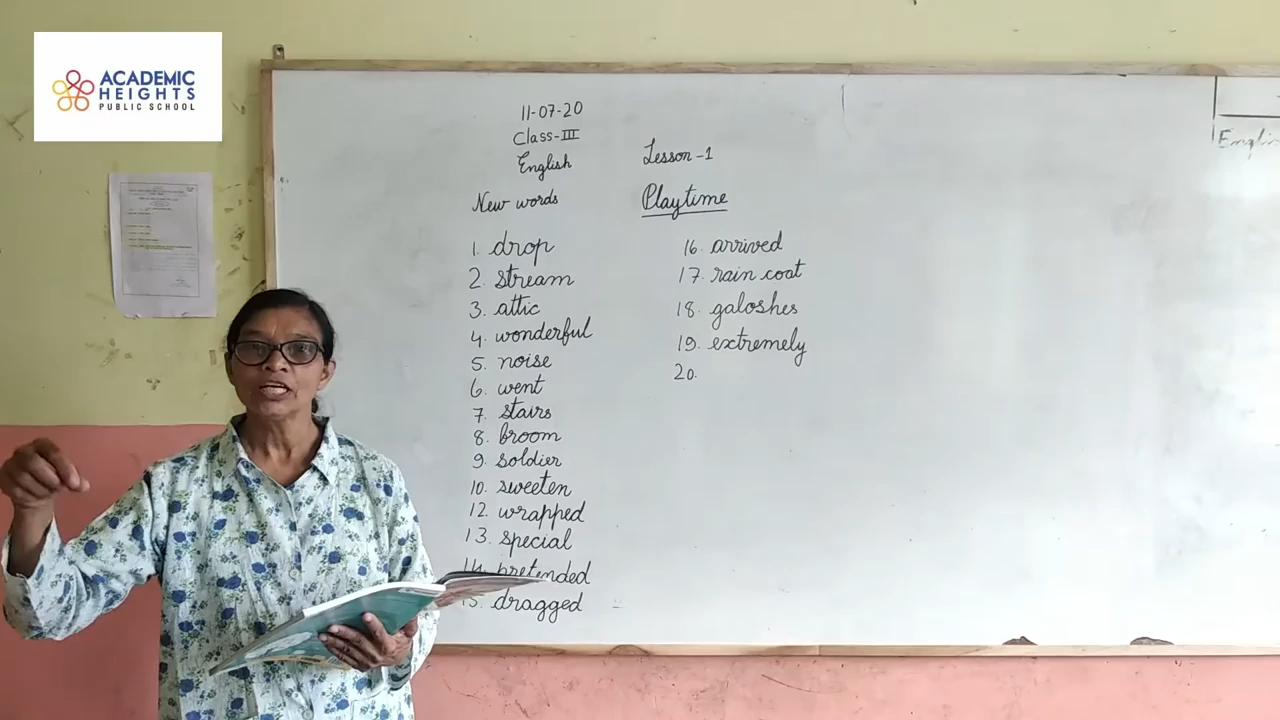 ACADEMIC
HEIGHTS
PUBLIC SCHOOL
11-07-20
Class-III
English
Lesson-1
New words
Playtime
1. drop
2. stream
3. attic
4. wonderful
5. noise
6. went
7. stairs
8. broom
9. soldier
10. sweeten
12. wrapped
13. special
14. pretended
15. dragged
16. arrived
17. rain coat
18. galoshes
19. extremely
20.